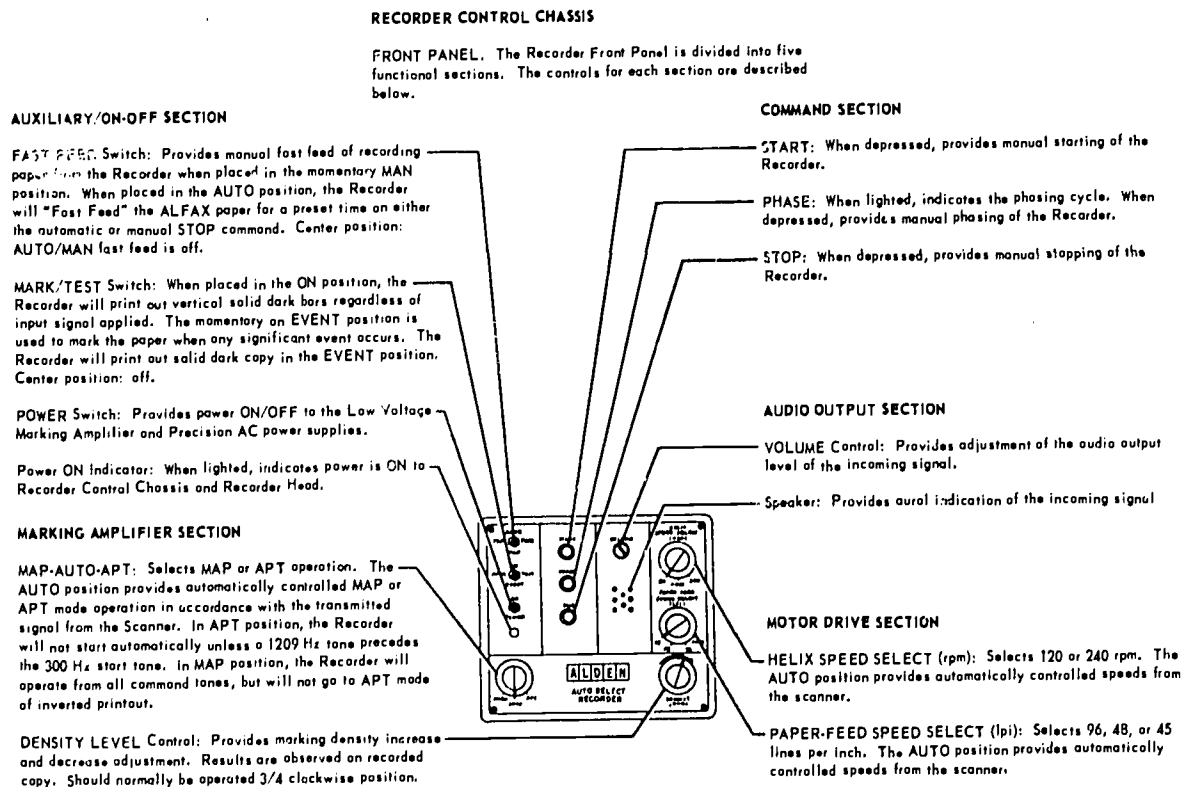 RECORDER CONTROL CHASSIS
FRONT PANEL. The Recorder Front Panel is divided into five
functional sections. The controls for each section are described
below.
AUXILIARY/ON-OFF SECTION
FAST FEED Switch: Provides manual fast feed of recording
paper from the Recorder when placed in the momentary MAN
position. When placed in the AUTO position, the Recorder
will "Fast Feed" the ALFAX paper for a preset time on either
the automatic or manual STOP command. Center position:
AUTO/MAN fast feed is off.
MARK/TEST Switch: When placed in the ON position, the
Recorder will print out vertical solid dark bars regardless of
input signal applied. The momentary on EVENT position is
used to mark the paper when any significant event occurs. The
Recorder will print out solid dark copy in the EVENT position.
Center position: off.
POWER Switch: Provides power ON/OFF to the Low Voltage
Marking Amplifier and Precision AC power supplies.
Power ON Indicator: When lighted, indicates power is ON to
Recorder Control Chassis and Recorder Head.
MARKING AMPLIFIER SECTION
MAP-AUTO-APT: Selects MAP or APT operation. The
AUTO position provides automatically controlled MAP or
APT mode operation in accordance with the transmitted
signal from the Scanner. In APT position, the Recorder
will not start automatically unless a 1209 Hz tone precedes
the 300 Hz start tone. In MAP position, the Recorder will
operate from all command tones, but will not go to APT mode
of inverted printout.
DENSITY LEVEL Control: Provides marking density increase
and decrease adjustment. Results are observed on recorded
copy. Should normally be operated 3/4 clockwise position.
COMMAND SECTION
START: When depressed, provides manual starting of the
Recorder.
PHASE: When lighted, indicates the phasing cycle. When
depressed, provides manual phasing of the Recorder.
STOP: When depressed, provides manual stopping of the
Recorder.
AUDIO OUTPUT SECTION
VOLUME Control: Provides adjustment of the audio output
level of the incoming signal.
Speaker: Provides aural indication of the incoming signal
MOTOR DRIVE SECTION
HELIX SPEED SELECT (rpm): Selects 120 or 240 rpm. The
AUTO position provides automatically controlled speeds from
the scanner.
PAPER-FEED SPEED SELECT (lpi): Selects 96, 48, or 45
lines per inch. The AUTO position provides automatically
controlled speeds from the scanner.
ALDEN
AUTO SELECT
RECORDER